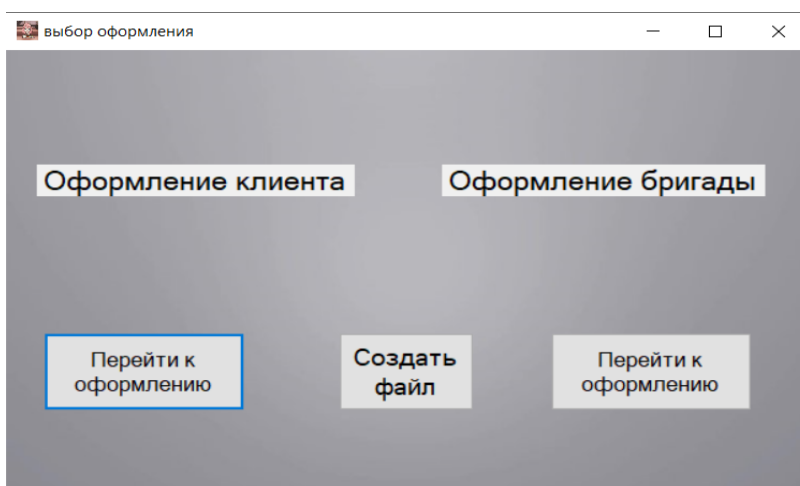 выбор оформления
Оформление клиента
Оформление бригады
Перейти к
оформлению
Создать
файл
Перейти к
оформлению